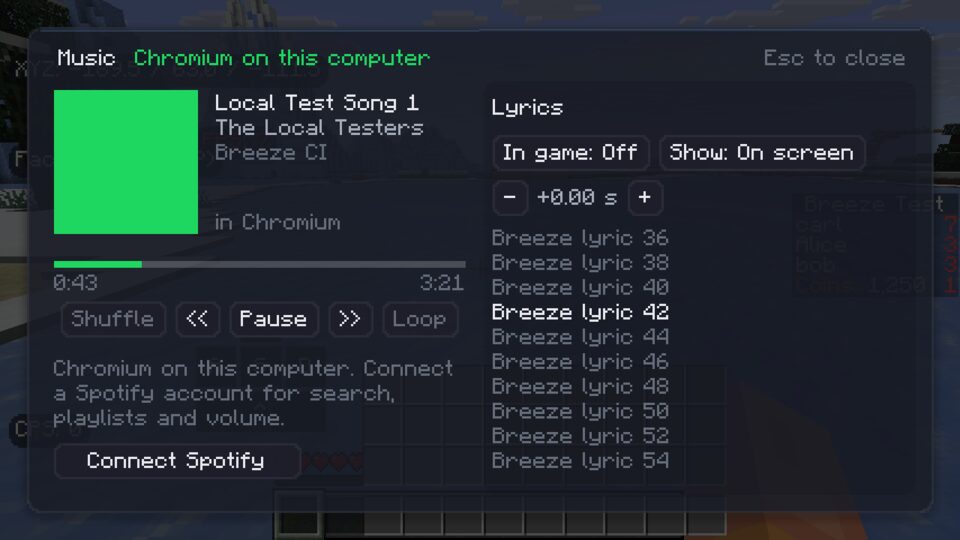 Music Chromium on this computer
Esc to close
Local Test Song 1
The Local Testers
Breeze CI
in Chromium
0:43
3:21
Shuffle
<<
Pause
>>
Loop
Chromium on this computer. Connect
a Spotify account for search,
playlists and volume.
Connect Spotify
Lyrics
In game: Off
Show: On screen
- +0.00 s +
Breeze lyric 36
Breeze lyric 38
Breeze lyric 40
Breeze lyric 42
Breeze lyric 44
Breeze lyric 46
Breeze lyric 48
Breeze lyric 50
Breeze lyric 52
Breeze lyric 54
Breeze Test
carl
Alice
bob
Coins: 1,250